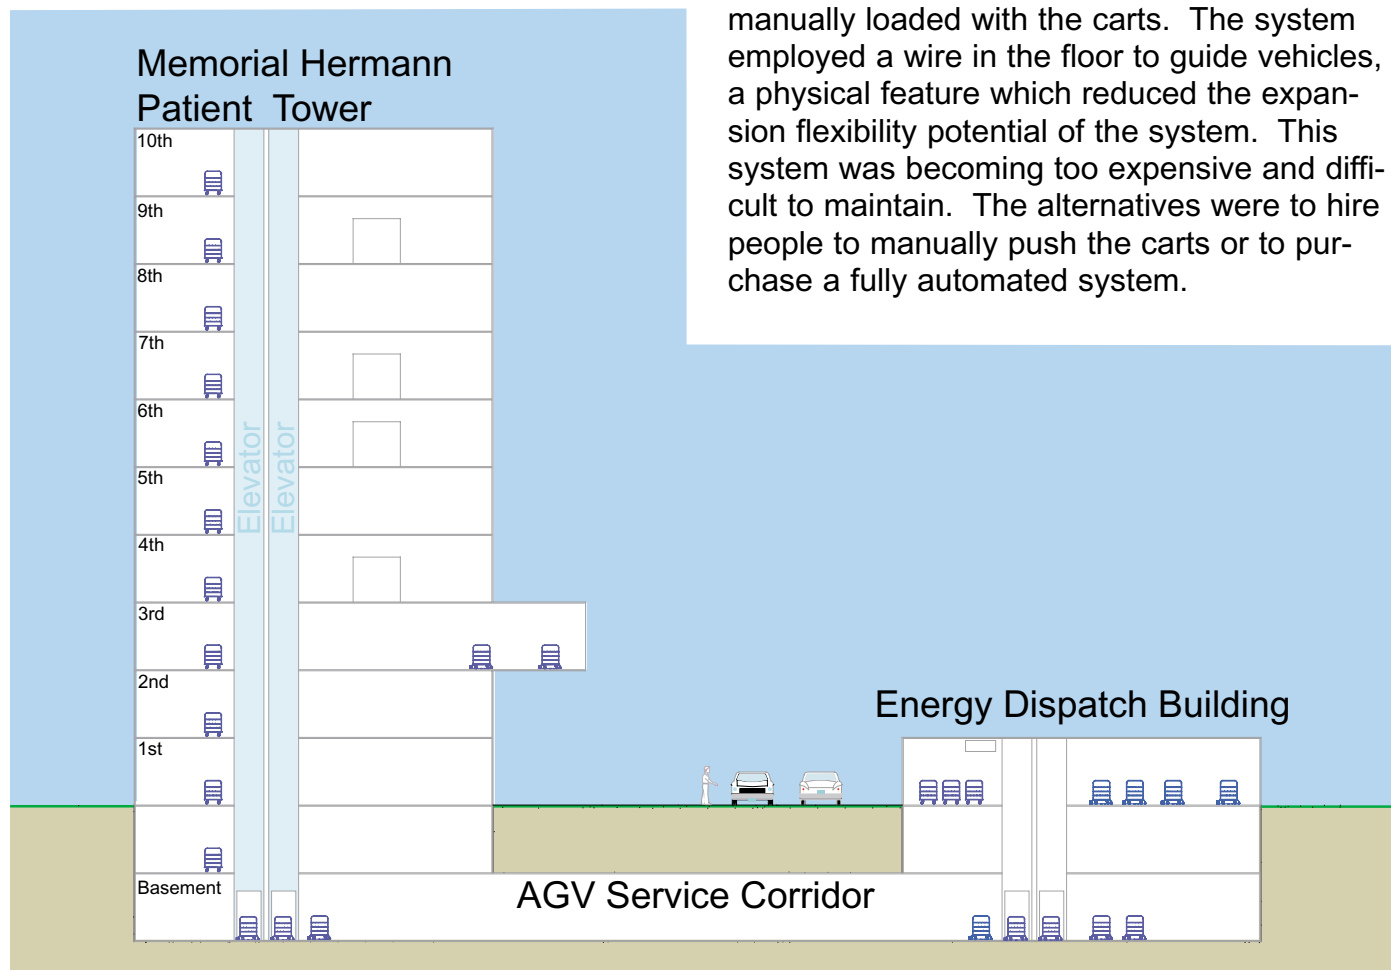 manually loaded with the carts.  The system
employed a wire in the floor to guide vehicles,
a physical feature which reduced the expan-
sion flexibility potential of the system.  This
system was becoming too expensive and diffi-
cult to maintain.  The alternatives were to hire
people to manually push the carts or to pur-
chase a fully automated system.
Memorial Hermann
Patient  Tower
10th
9th
8th
7th
6th
5th
4th
3rd
2nd
1st
Basement
Elevator
Elevator
Energy Dispatch Building
AGV Service Corridor